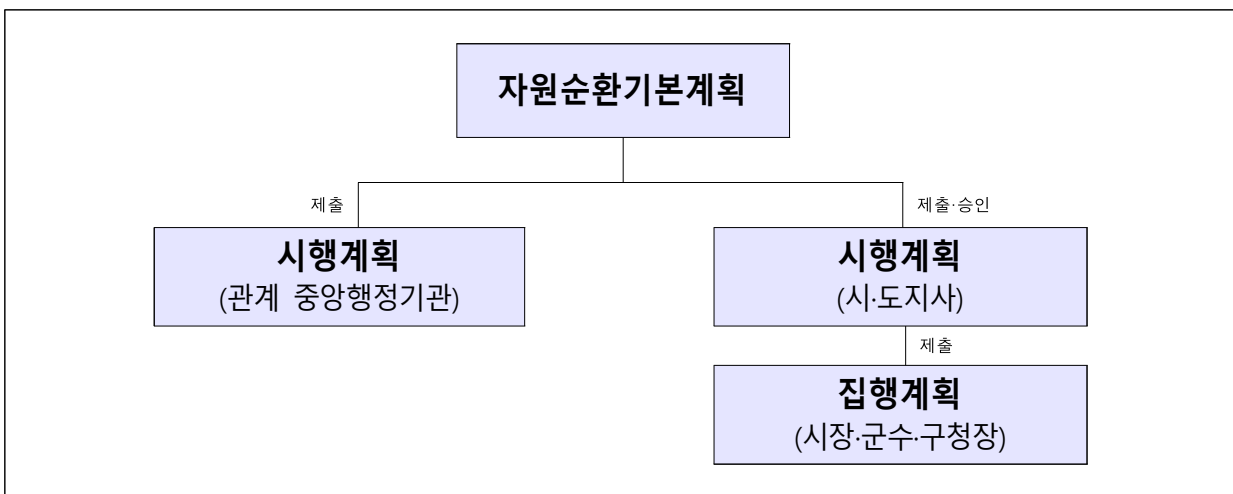 자원순환기본계획
제출
제출·승인
시행계획
(관계 중앙행정기관)
시행계획
(시·도지사)
제출
집행계획
(시장·군수·구청장)